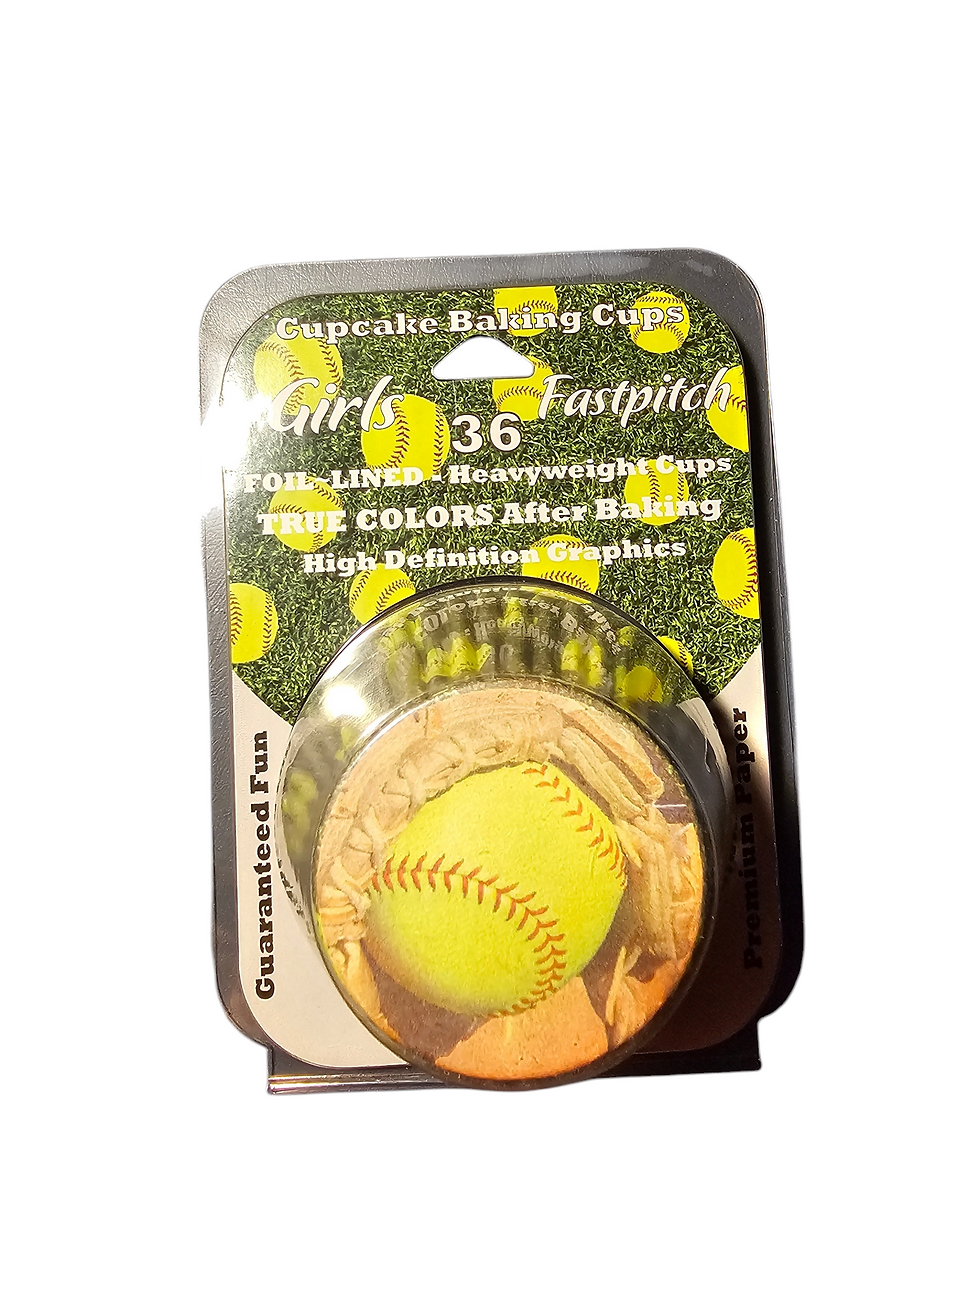 Cupcake Baking Cups
Girls Fastpitch
36
FOIL-LINED - Heavyweight Cups
TRUE COLORS After Baking
High Definition Graphics
Guaranteed Fun
Premium Paper